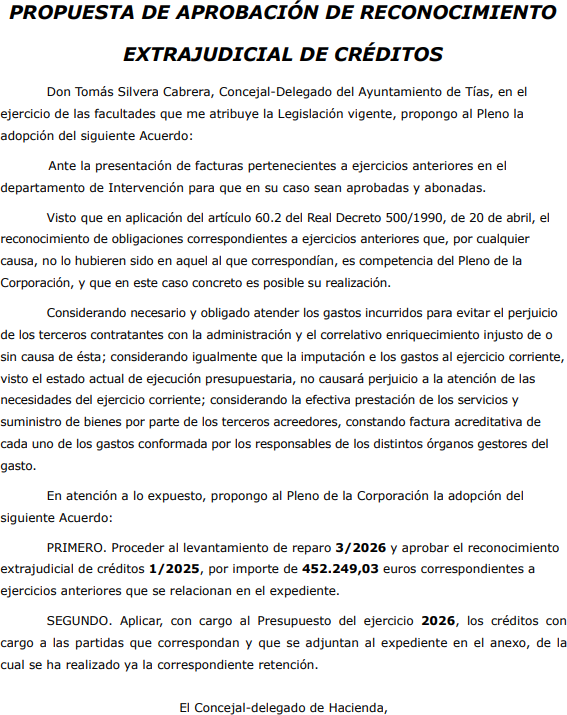 PROPUESTA DE APROBACIÓN DE RECONOCIMIENTO
EXTRAJUDICIAL DE CRÉDITOS
Don Tomás Silvera Cabrera, Concejal-Delegado del Ayuntamiento de Tías, en el
ejercicio de las facultades que me atribuye la Legislación vigente, propongo al Pleno la
adopción del siguiente Acuerdo:
Ante la presentación de facturas pertenecientes a ejercicios anteriores en el
departamento de Intervención para que en su caso sean aprobadas y abonadas.
Visto que en aplicación del artículo 60.2 del Real Decreto 500/1990, de 20 de abril, el
reconocimiento de obligaciones correspondientes a ejercicios anteriores que, por cualquier
causa, no lo hubieren sido en aquel al que correspondían, es competencia del Pleno de la
Corporación, y que en este caso concreto es posible su realización.
Considerando necesario y obligado atender los gastos incurridos para evitar el perjuicio
de los terceros contratantes con la administración y el correlativo enriquecimiento injusto de o
sin causa de ésta; considerando igualmente que la imputación e los gastos al ejercicio corriente,
visto el estado actual de ejecución presupuestaria, no causará perjuicio a la atención de las
necesidades del ejercicio corriente; considerando la efectiva prestación de los servicios y
suministro de bienes por parte de los terceros acreedores, constando factura acreditativa de
cada uno de los gastos conformada por los responsables de los distintos órganos gestores del
gasto.
En atención a lo expuesto, propongo al Pleno de la Corporación la adopción del
siguiente Acuerdo:
PRIMERO. Proceder al levantamiento de reparo 3/2026 y aprobar el reconocimiento
extrajudicial de créditos 1/2025, por importe de 452.249,03 euros correspondientes a
ejercicios anteriores que se relacionan en el expediente.
SEGUNDO. Aplicar, con cargo al Presupuesto del ejercicio 2026, los créditos con
cargo a las partidas que correspondan y que se adjuntan al expediente en el anexo, de la
cual se ha realizado ya la correspondiente retención.
El Concejal-delegado de Hacienda,